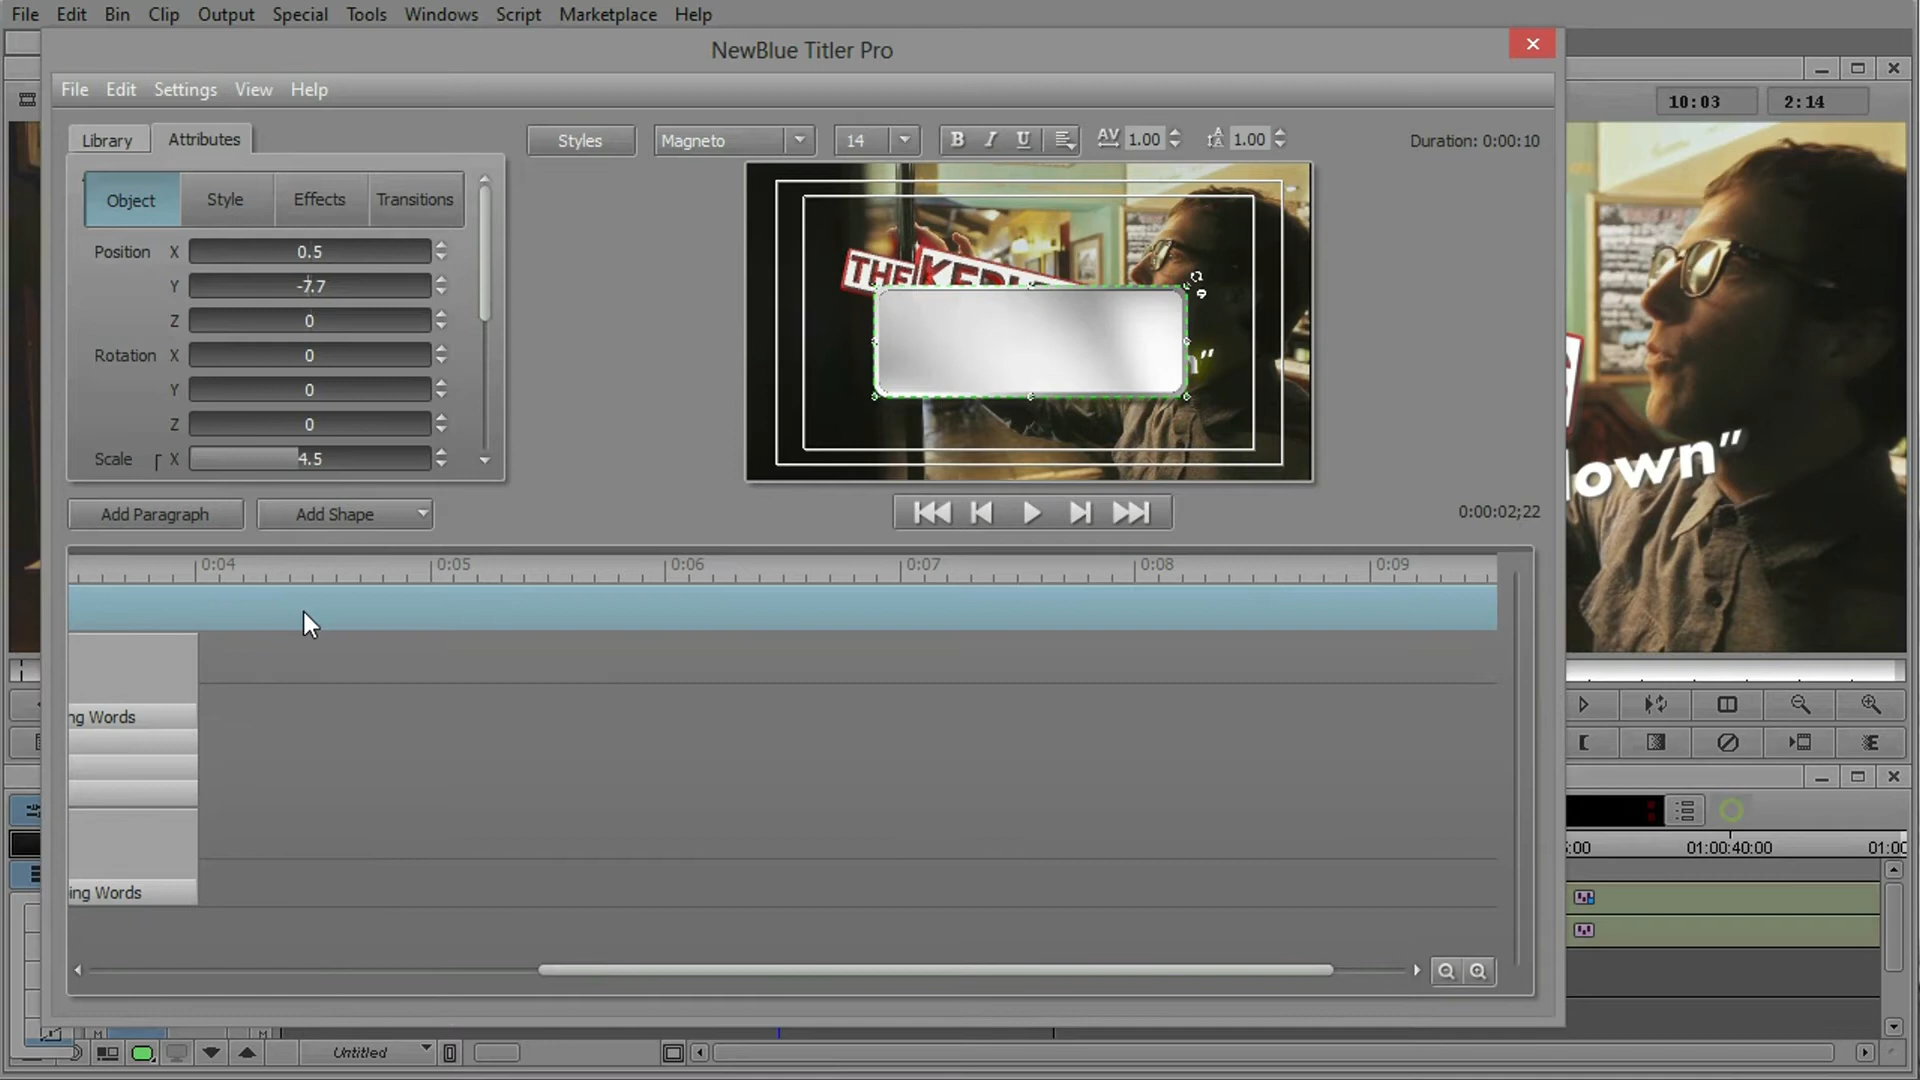 File Edit Bin Clip Output Special Tools Windows Script Marketplace Help
NewBlue Titler Pro
File Edit Settings View Help
10:03 2:14
Library Attributes
Styles Magneto 14 B I U AV 1.00 A 1.00
Duration: 0:00:10
Object Style Effects Transitions
Position X 0.5
Y -7.7
Z 0
Rotation X 0
Y 0
Z 0
Scale X 4.5
THE
own"
n"
Add Paragraph Add Shape
0:00:02;22
0:04 0:05 0:06 0:07 0:08 0:09
ng Words
ing Words
:00 01:00:40:00 01:00
Untitled